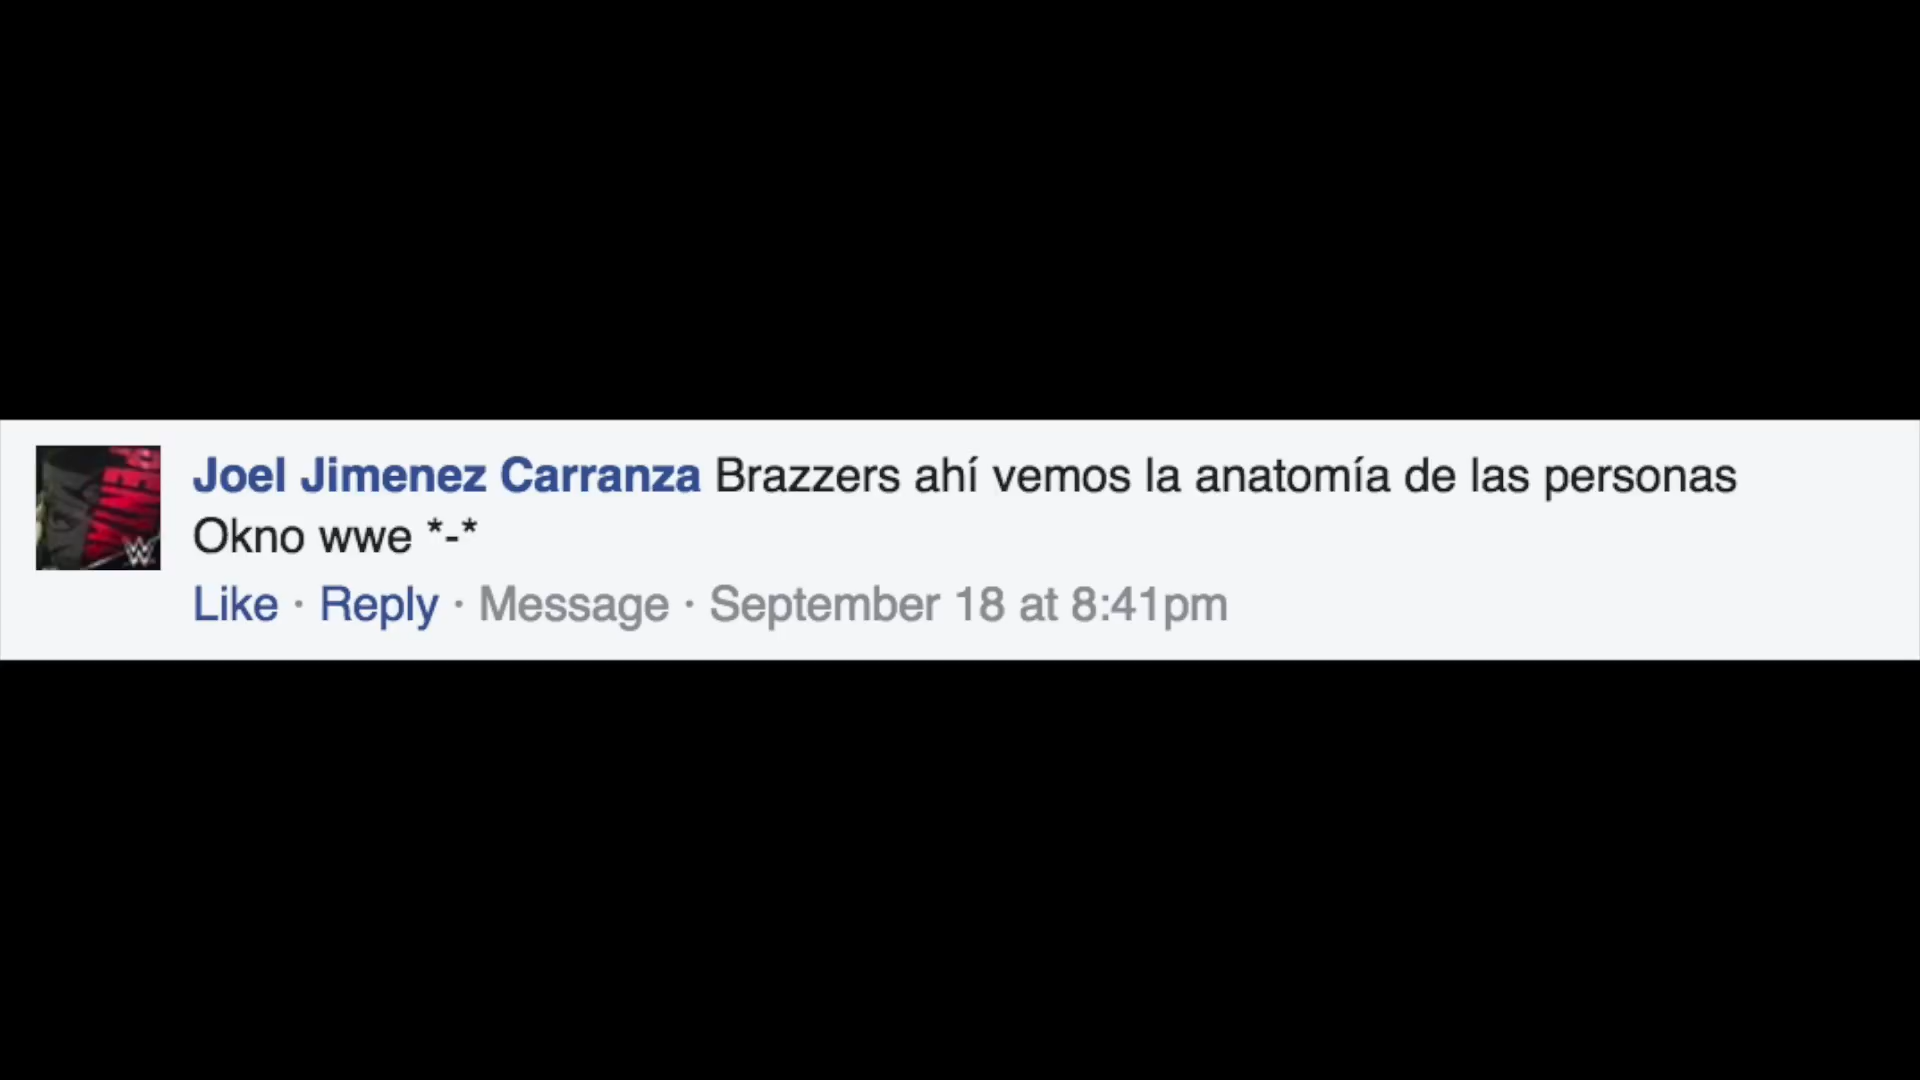 Joel Jimenez Carranza Brazzers ahí vemos la anatomía de las personas
Okno wwe *-*
Like · Reply · Message · September 18 at 8:41pm